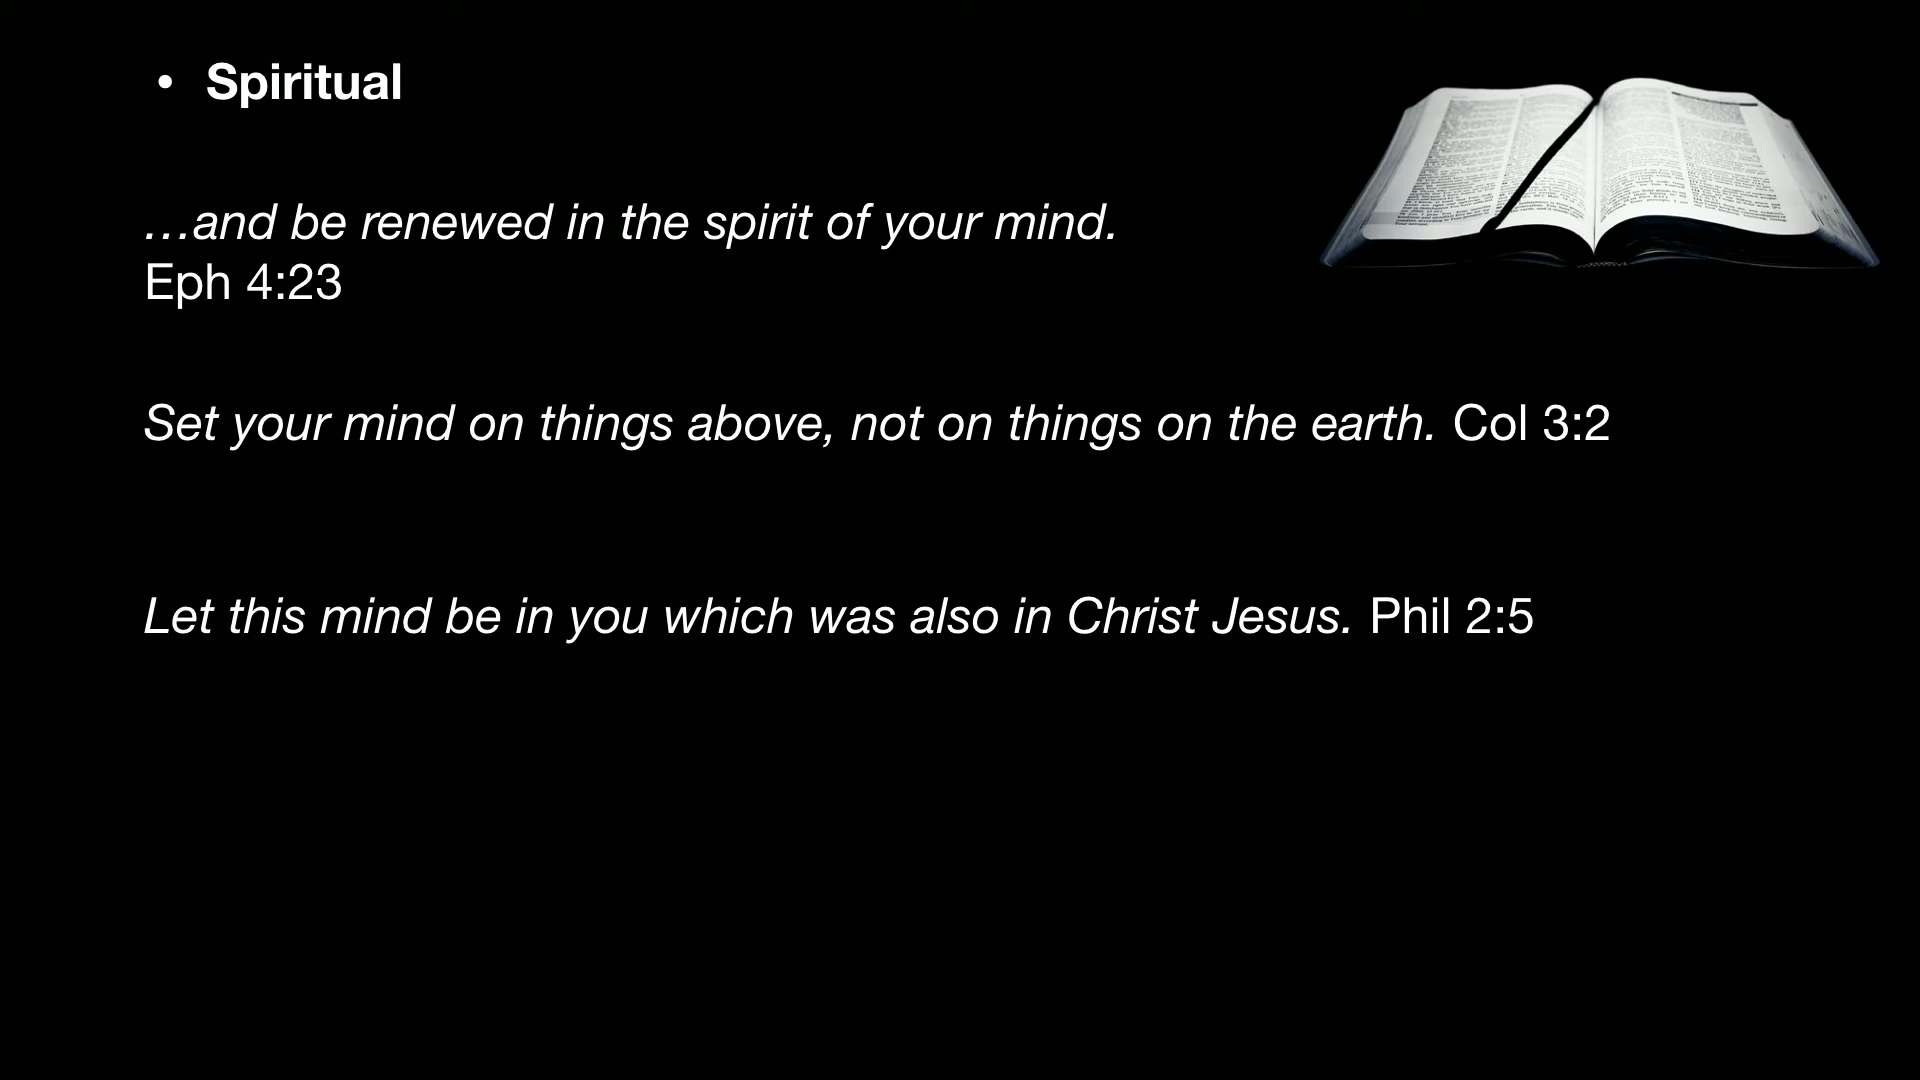 • Spiritual
…and be renewed in the spirit of your mind.
Eph 4:23
Set your mind on things above, not on things on the earth. Col 3:2
Let this mind be in you which was also in Christ Jesus. Phil 2:5